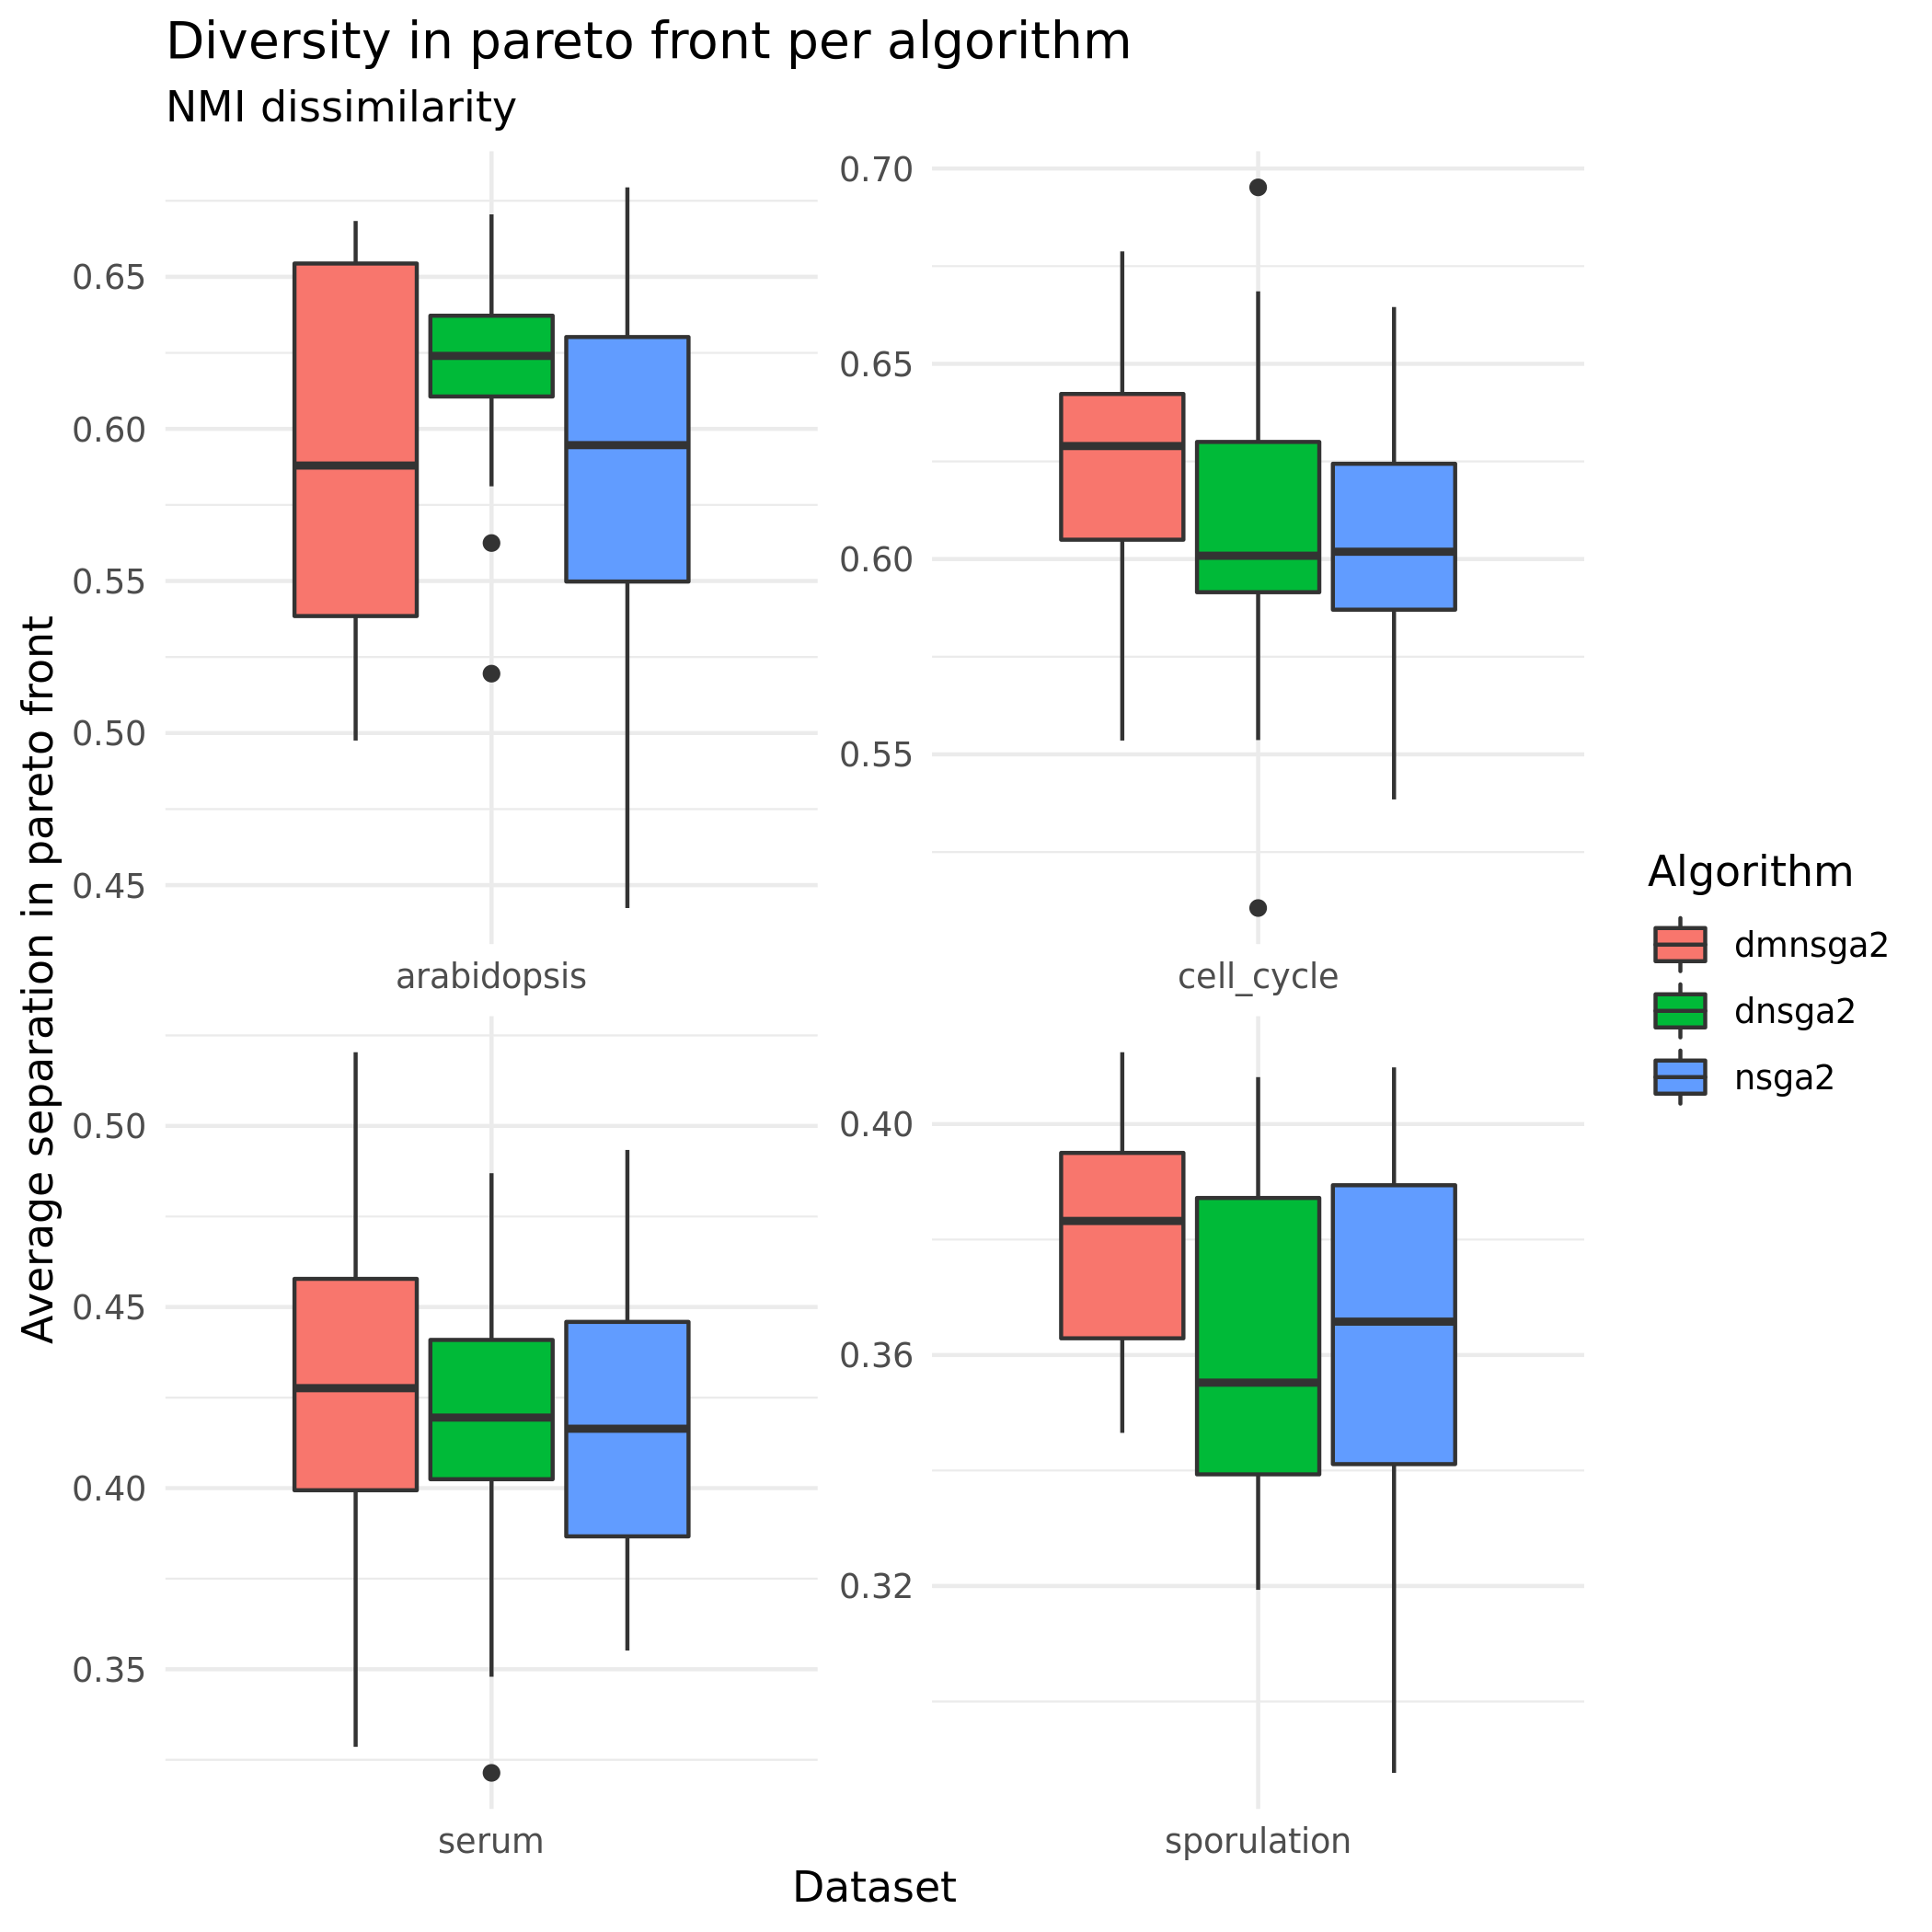 Diversity in pareto front per algorithm
NMI dissimilarity
Average separation in pareto front
0.65
0.60
0.55
0.50
0.45
arabidopsis
0.70
0.65
0.60
0.55
cell_cycle
0.50
0.45
0.40
0.35
serum
0.40
0.36
0.32
sporulation
Dataset
Algorithm
dmnsga2
dnsga2
nsga2